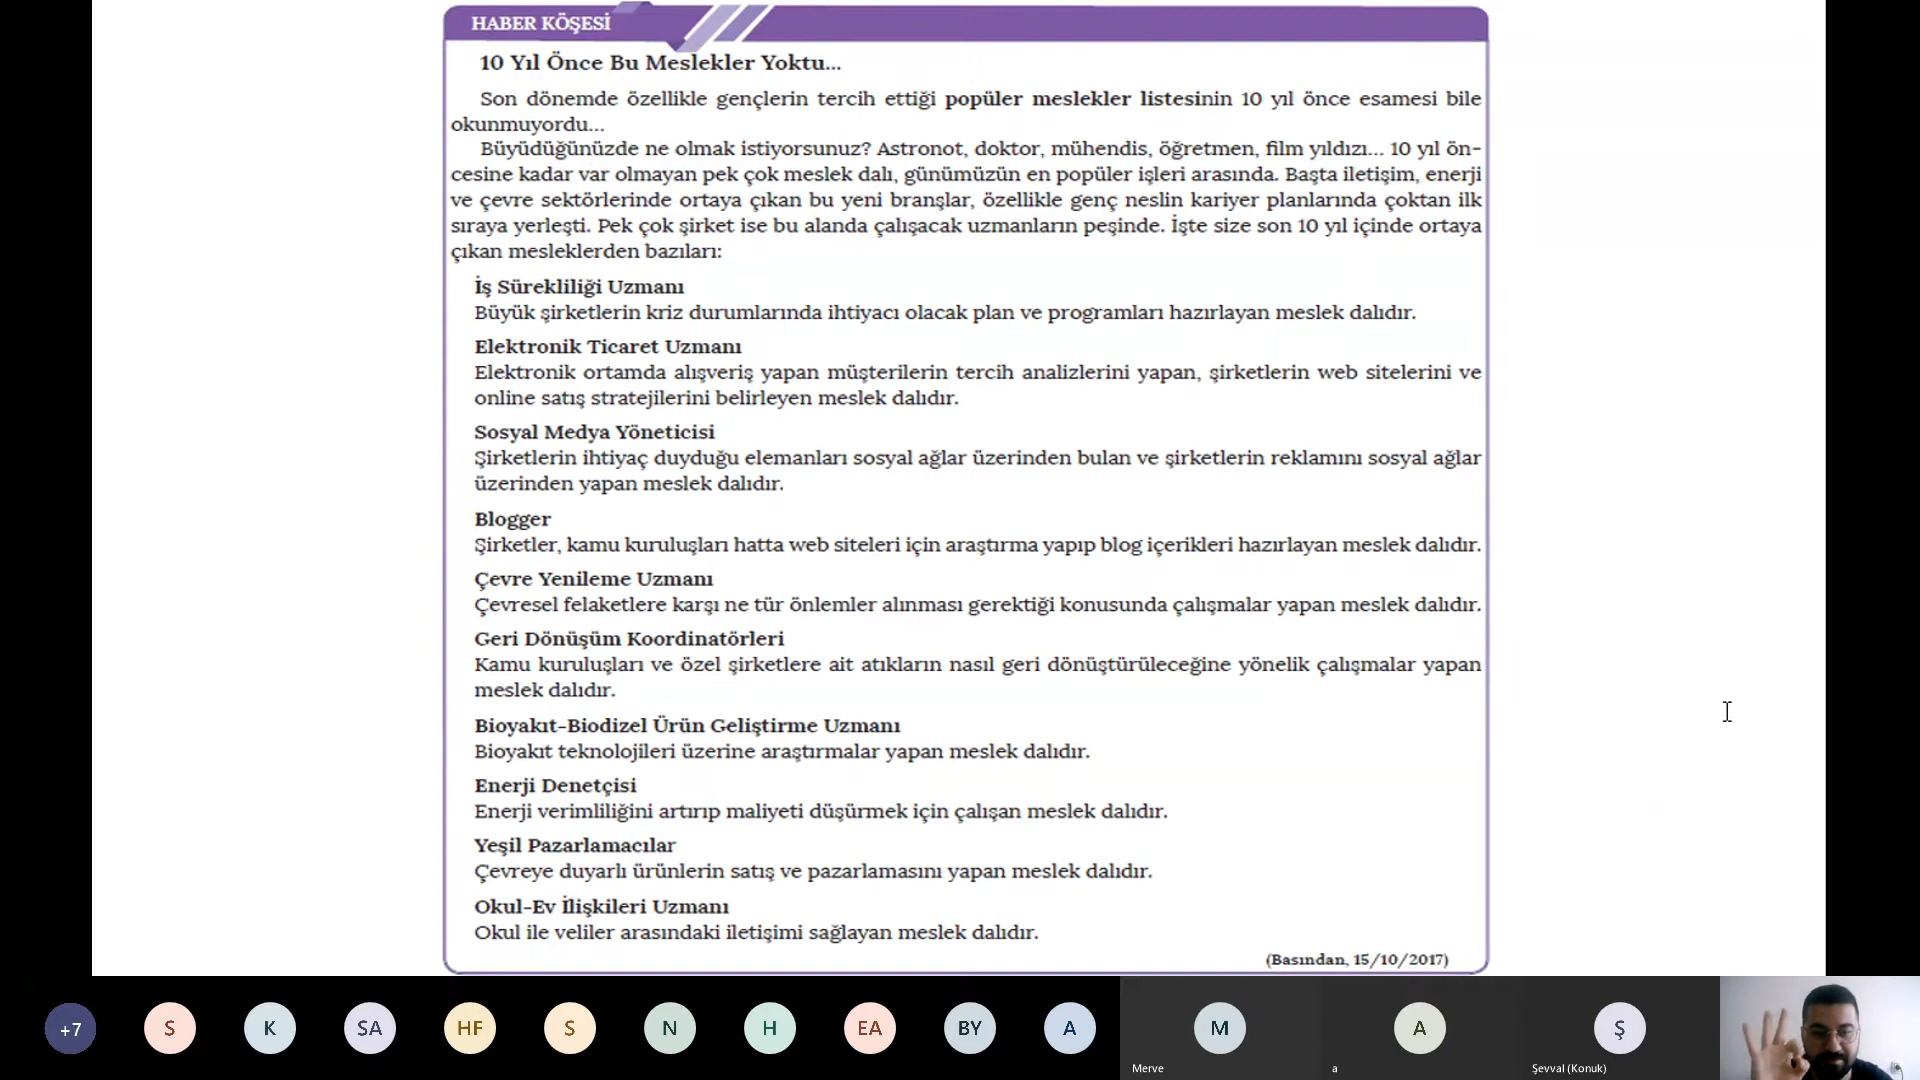 HABER KÖŞESİ
10 Yıl Önce Bu Meslekler Yoktu...
Son dönemde özellikle gençlerin tercih ettiği popüler meslekler listesinin 10 yıl önce esamesi bile
okunmuyordu...
Büyüdüğünüzde ne olmak istiyorsunuz? Astronot, doktor, mühendis, öğretmen, film yıldızı... 10 yıl ön-
cesine kadar var olmayan pek çok meslek dalı, günümüzün en popüler işleri arasında. Başta iletişim, enerji
ve çevre sektörlerinde ortaya çıkan bu yeni branşlar, özellikle genç neslin kariyer planlarında çoktan ilk
sıraya yerleşti. Pek çok şirket ise bu alanda çalışacak uzmanların peşinde. İşte size son 10 yıl içinde ortaya
çıkan mesleklerden bazıları:
İş Sürekliliği Uzmanı
Büyük şirketlerin kriz durumlarında ihtiyacı olacak plan ve programları hazırlayan meslek dalıdır.
Elektronik Ticaret Uzmanı
Elektronik ortamda alışveriş yapan müşterilerin tercih analizlerini yapan, şirketlerin web sitelerini ve
online satış stratejilerini belirleyen meslek dalıdır.
Sosyal Medya Yöneticisi
Şirketlerin ihtiyaç duyduğu elemanları sosyal ağlar üzerinden bulan ve şirketlerin reklamını sosyal ağlar
üzerinden yapan meslek dalıdır.
Blogger
Şirketler, kamu kuruluşları hatta web siteleri için araştırma yapıp blog içerikleri hazırlayan meslek dalıdır.
Çevre Yenileme Uzmanı
Çevresel felaketlere karşı ne tür önlemler alınması gerektiği konusunda çalışmalar yapan meslek dalıdır.
Geri Dönüşüm Koordinatörleri
Kamu kuruluşları ve özel şirketlere ait atıkların nasıl geri dönüştürüleceğine yönelik çalışmalar yapan
meslek dalıdır.
Bioyakıt-Biodizel Ürün Geliştirme Uzmanı
Bioyakıt teknolojileri üzerine araştırmalar yapan meslek dalıdır.
Enerji Denetçisi
Enerji verimliliğini artırıp maliyeti düşürmek için çalışan meslek dalıdır.
Yeşil Pazarlamacılar
Çevreye duyarlı ürünlerin satış ve pazarlamasını yapan meslek dalıdır.
Okul-Ev İlişkileri Uzmanı
Okul ile veliler arasındaki iletişimi sağlayan meslek dalıdır.
(Basından, 15/10/2017)
+7 S K SA HF S N H EA BY A M A Ş
Merve a Şevval (Konuk)